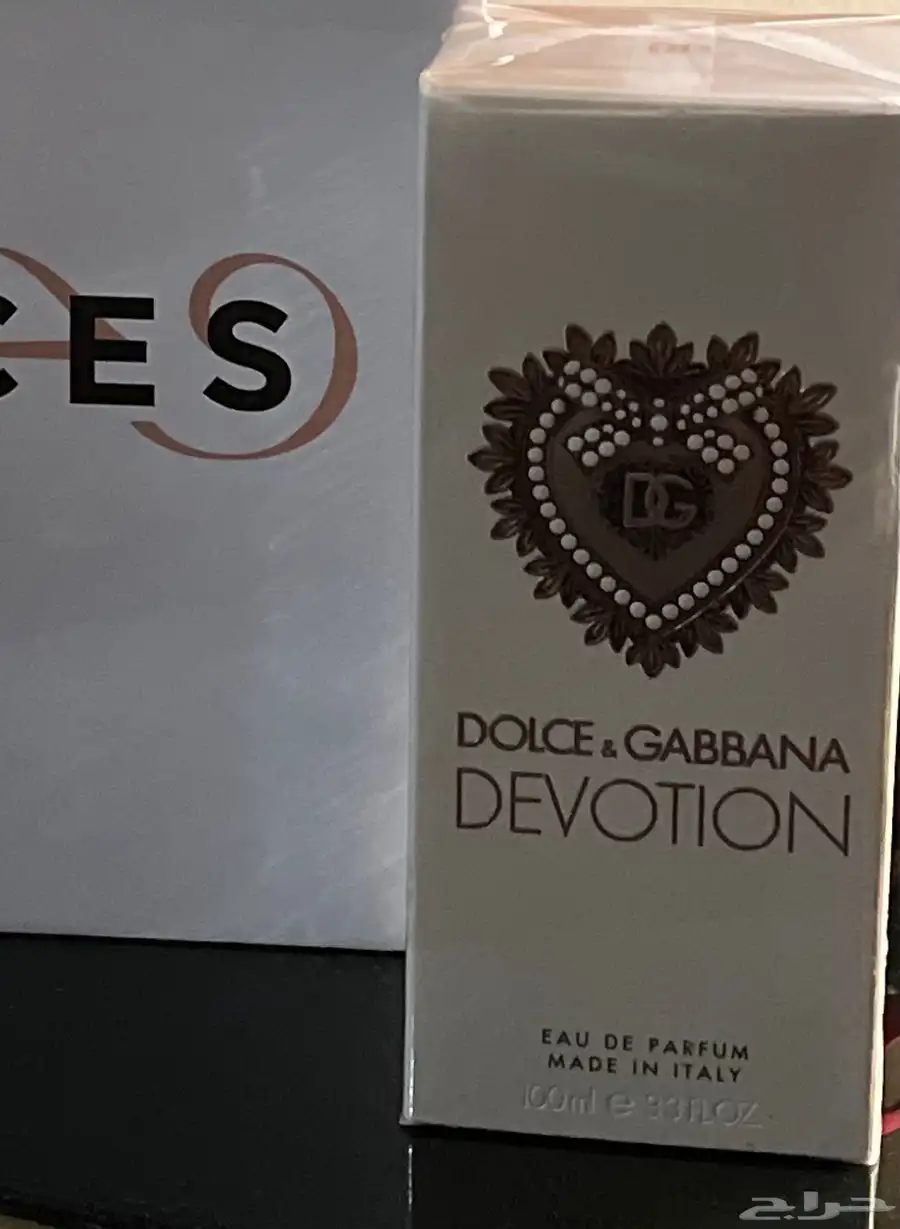 CES
DG
DOLCE & GABBANA
DEVOTION
EAU DE PARFUM
MADE IN ITALY
100ml e 3.3 FL.OZ.
حراج